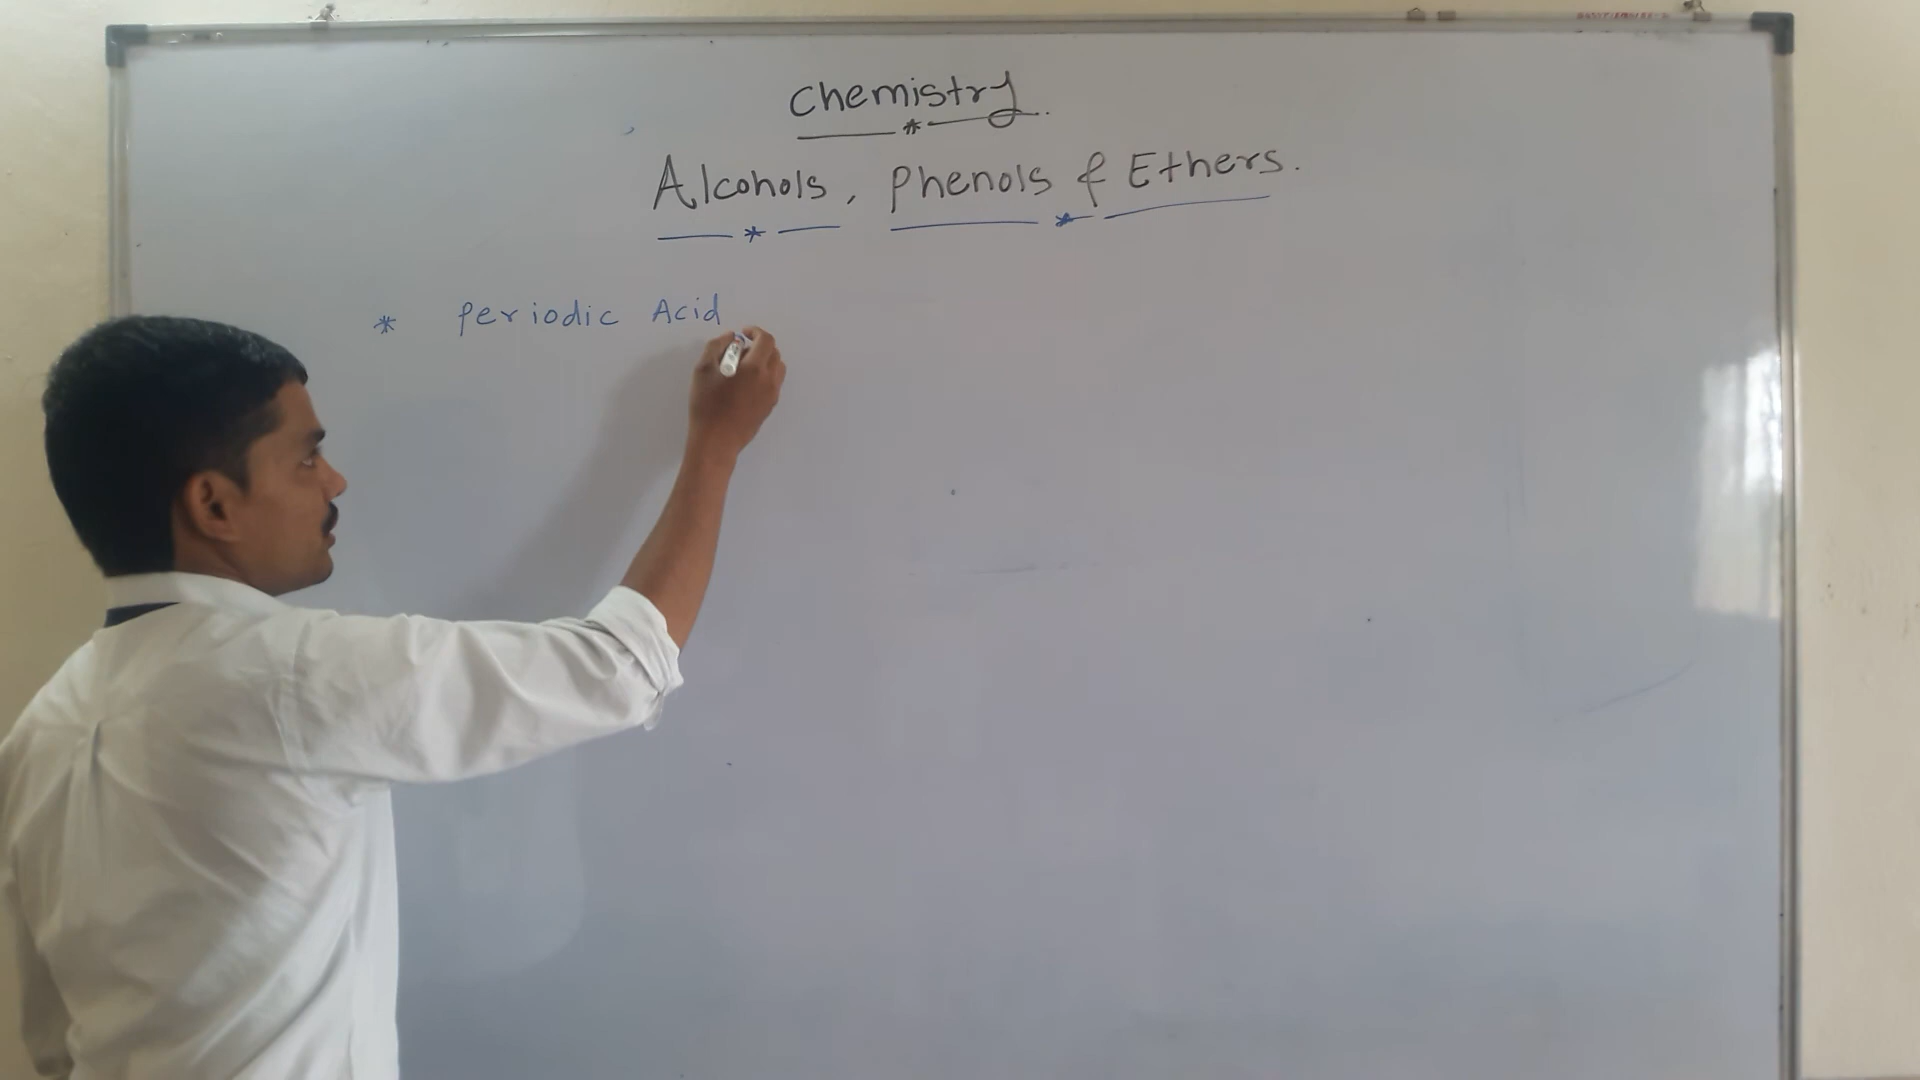 Chemistry.
Alcohols, Phenols & Ethers.
* Periodic Acid